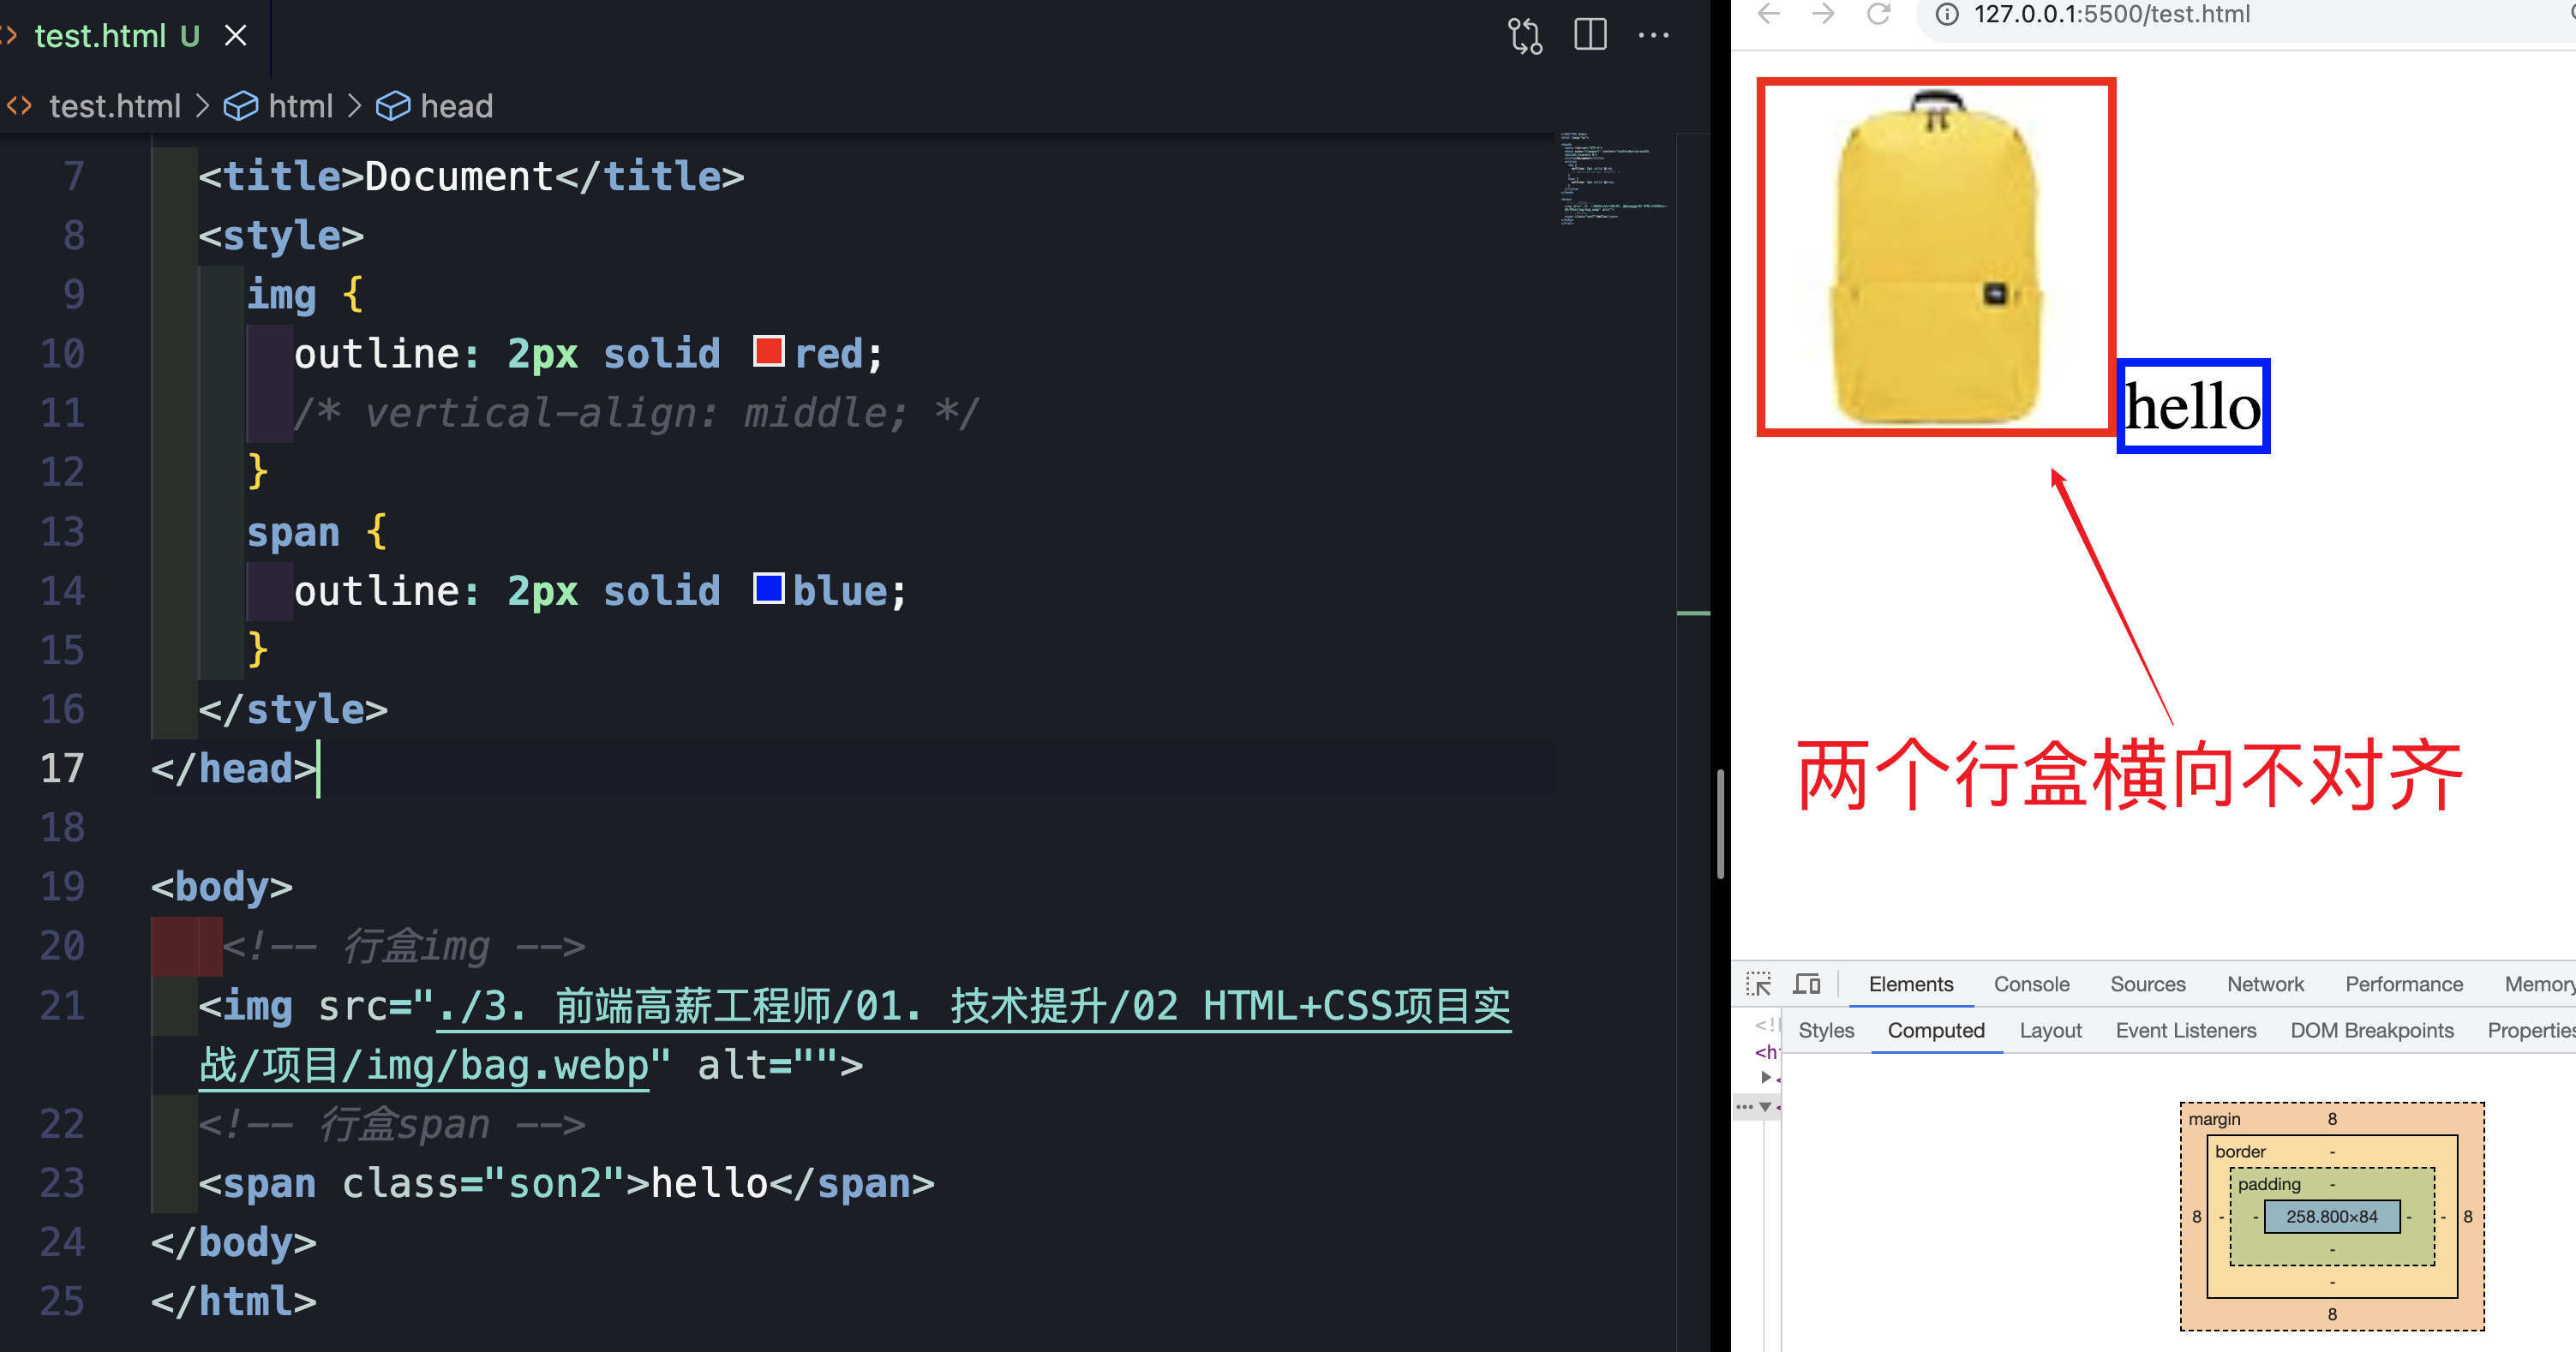 test.html U
test.html > html > head
7 <title>Document</title>
8 <style>
9 img {
10 outline: 2px solid red;
11 /* vertical-align: middle; */
12 }
13 span {
14 outline: 2px solid blue;
15 }
16 </style>
17 </head>
18
19 <body>
20 <!-- 行盒img -->
21 <img src="./3. 前端高薪工程师/01. 技术提升/02 HTML+CSS项目实
战/项目/img/bag.webp" alt="">
22 <!-- 行盒span -->
23 <span class="son2">hello</span>
24 </body>
25 </html>
127.0.0.1:5500/test.html
hello
两个行盒横向不对齐
Elements Console Sources Network Performance Memory
Styles Computed Layout Event Listeners DOM Breakpoints Properties
margin 8
border -
padding -
8 - - 258.800×84 - - 8
-
-
8